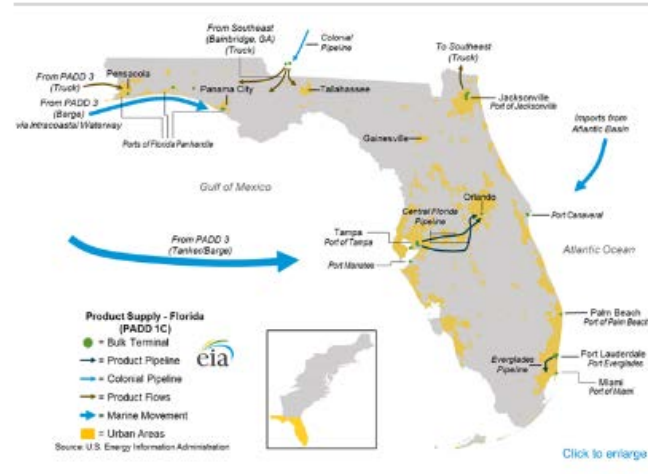 From Southeast
(Bainbridge, GA)
(Truck)
Colonial
Pipeline
To Southeast
(Truck)
From PADD 3
(Truck)
Pensacola
Panama City
Tallahassee
From PADD 3
(Barge)
via Intracoastal Waterway
Ports of Florida Panhandle
Jacksonville
Port of Jacksonville
Imports from
Atlantic Basin
Gainesville
Gulf of Mexico
Orlando
Central Florida
Pipeline
Port Canaveral
Tampa
Port of Tampa
From PADD 3
(Tanker/Barge)
Port Manatee
Atlantic Ocean
Product Supply - Florida
(PADD 1C)
= Bulk Terminal
= Product Pipeline
= Colonial Pipeline
= Product Flows
= Marine Movement
= Urban Areas
Source: U.S. Energy Information Administration
eia
Palm Beach
Port of Palm Beach
Everglades
Pipeline
Fort Lauderdale
Port Everglades
Miami
Port of Miami
Click to enlarge